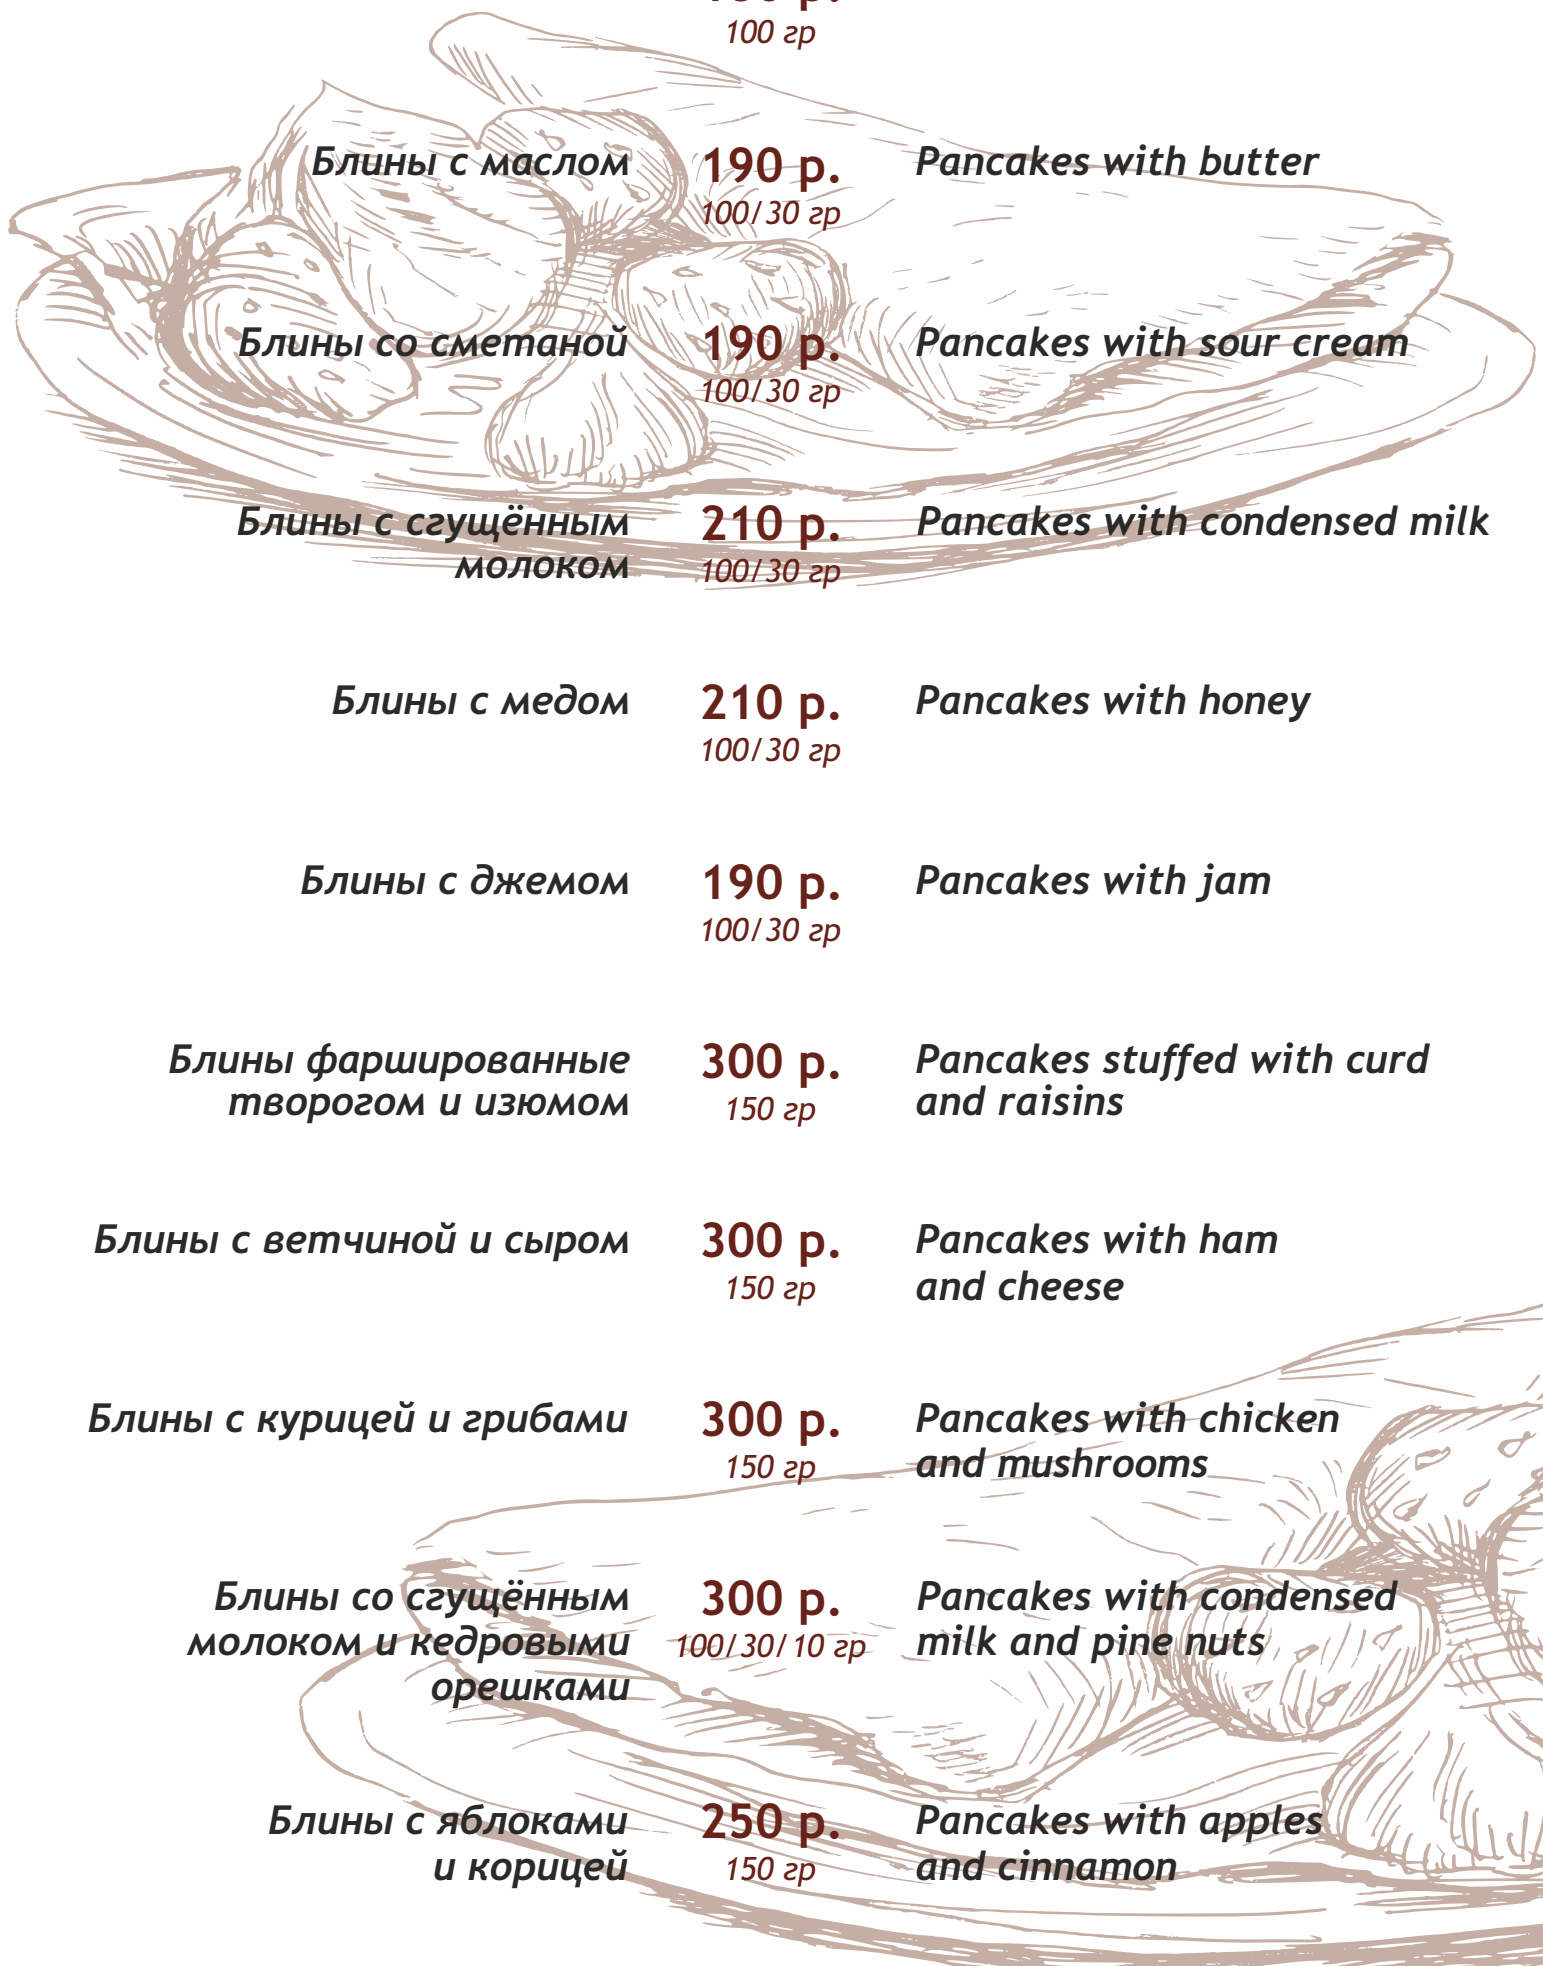 100 гр
Блины с маслом 190 р. Pancakes with butter
100/30 гр
Блины со сметаной 190 р. Pancakes with sour cream
100/30 гр
Блины с сгущённым 210 р. Pancakes with condensed milk
молоком 100/30 гр
Блины с медом 210 р. Pancakes with honey
100/30 гр
Блины с джемом 190 р. Pancakes with jam
100/30 гр
Блины фаршированные 300 р. Pancakes stuffed with curd
творогом и изюмом 150 гр and raisins
Блины с ветчиной и сыром 300 р. Pancakes with ham
150 гр and cheese
Блины с курицей и грибами 300 р. Pancakes with chicken
150 гр and mushrooms
Блины со сгущённым 300 р. Pancakes with condensed
молоком и кедровыми 100/30/10 гр milk and pine nuts
орешками
Блины с яблоками 250 р. Pancakes with apples
и корицей 150 гр and cinnamon